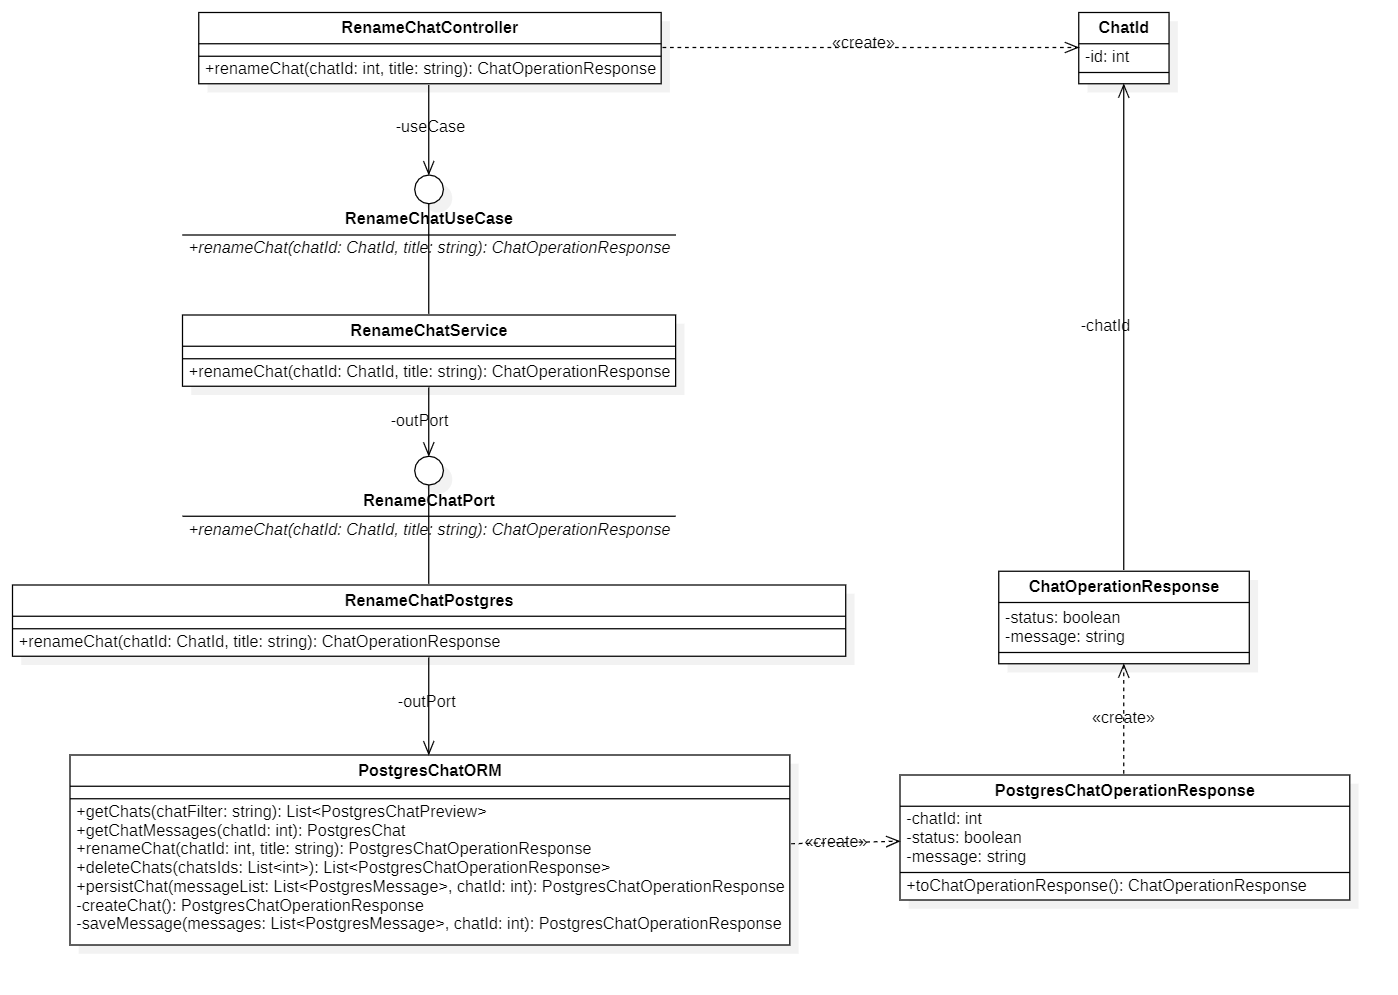 RenameChatController
+renameChat(chatId: int, title: string): ChatOperationResponse
«create»
ChatId
-id: int
-useCase
RenameChatUseCase
+renameChat(chatId: ChatId, title: string): ChatOperationResponse
RenameChatService
+renameChat(chatId: ChatId, title: string): ChatOperationResponse
-chatId
-outPort
RenameChatPort
+renameChat(chatId: ChatId, title: string): ChatOperationResponse
RenameChatPostgres
+renameChat(chatId: ChatId, title: string): ChatOperationResponse
ChatOperationResponse
-status: boolean
-message: string
-outPort
«create»
PostgresChatORM
+getChats(chatFilter: string): List<PostgresChatPreview>
+getChatMessages(chatId: int): PostgresChat
+renameChat(chatId: int, title: string): PostgresChatOperationResponse
+deleteChats(chatsIds: List<int>): List<PostgresChatOperationResponse>
+persistChat(messageList: List<PostgresMessage>, chatId: int): PostgresChatOperationResponse
-createChat(): PostgresChatOperationResponse
-saveMessage(messages: List<PostgresMessage>, chatId: int): PostgresChatOperationResponse
«create»
PostgresChatOperationResponse
-chatId: int
-status: boolean
-message: string
+toChatOperationResponse(): ChatOperationResponse